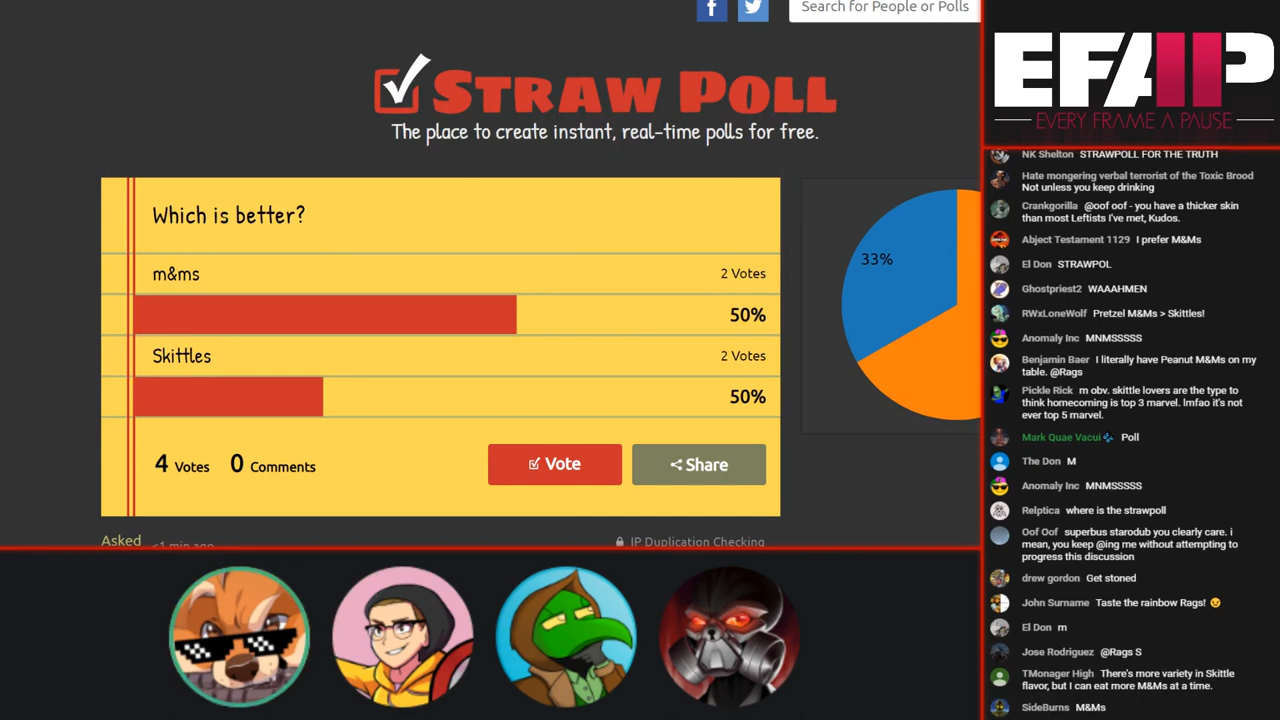 f
Search for People or Polls
STRAW POLL
The place to create instant, real-time polls for free.
Which is better?
m&ms
2 Votes
50%
Skittles
2 Votes
50%
4 Votes
0 Comments
Vote
Share
33%
Asked
<1 min ago
IP Duplication Checking
EFAP
EVERY FRAME A PAUSE
NK Shelton STRAWPOLL FOR THE TRUTH
Hate mongering verbal terrorist of the Toxic Brood
Not unless you keep drinking
Crankgorilla @oof oof - you have a thicker skin
than most Leftists I've met, Kudos.
Abject Testament 1129 I prefer M&Ms
El Don STRAWPOL
Ghostpriest2 WAAAHMEN
RWxLoneWolf Pretzel M&Ms > Skittles!
Anomaly Inc MNMSSSSS
Benjamin Baer I literally have Peanut M&Ms on my
table. @Rags
Pickle Rick m obv. skittle lovers are the type to
think homecoming is top 3 marvel. lmfao it's not
ever top 5 marvel.
Mark Quae Vacui Poll
The Don M
Anomaly Inc MNMSSSSS
Relptica where is the strawpoll
Oof Oof superbus starodub you clearly care. i
mean, you keep @ing me without attempting to
progress this discussion
drew gordon Get stoned
John Surname Taste the rainbow Rags! 😉
El Don m
Jose Rodriguez @Rags S
TMonager High There's more variety in Skittle
flavor, but I can eat more M&Ms at a time.
SideBurns M&Ms